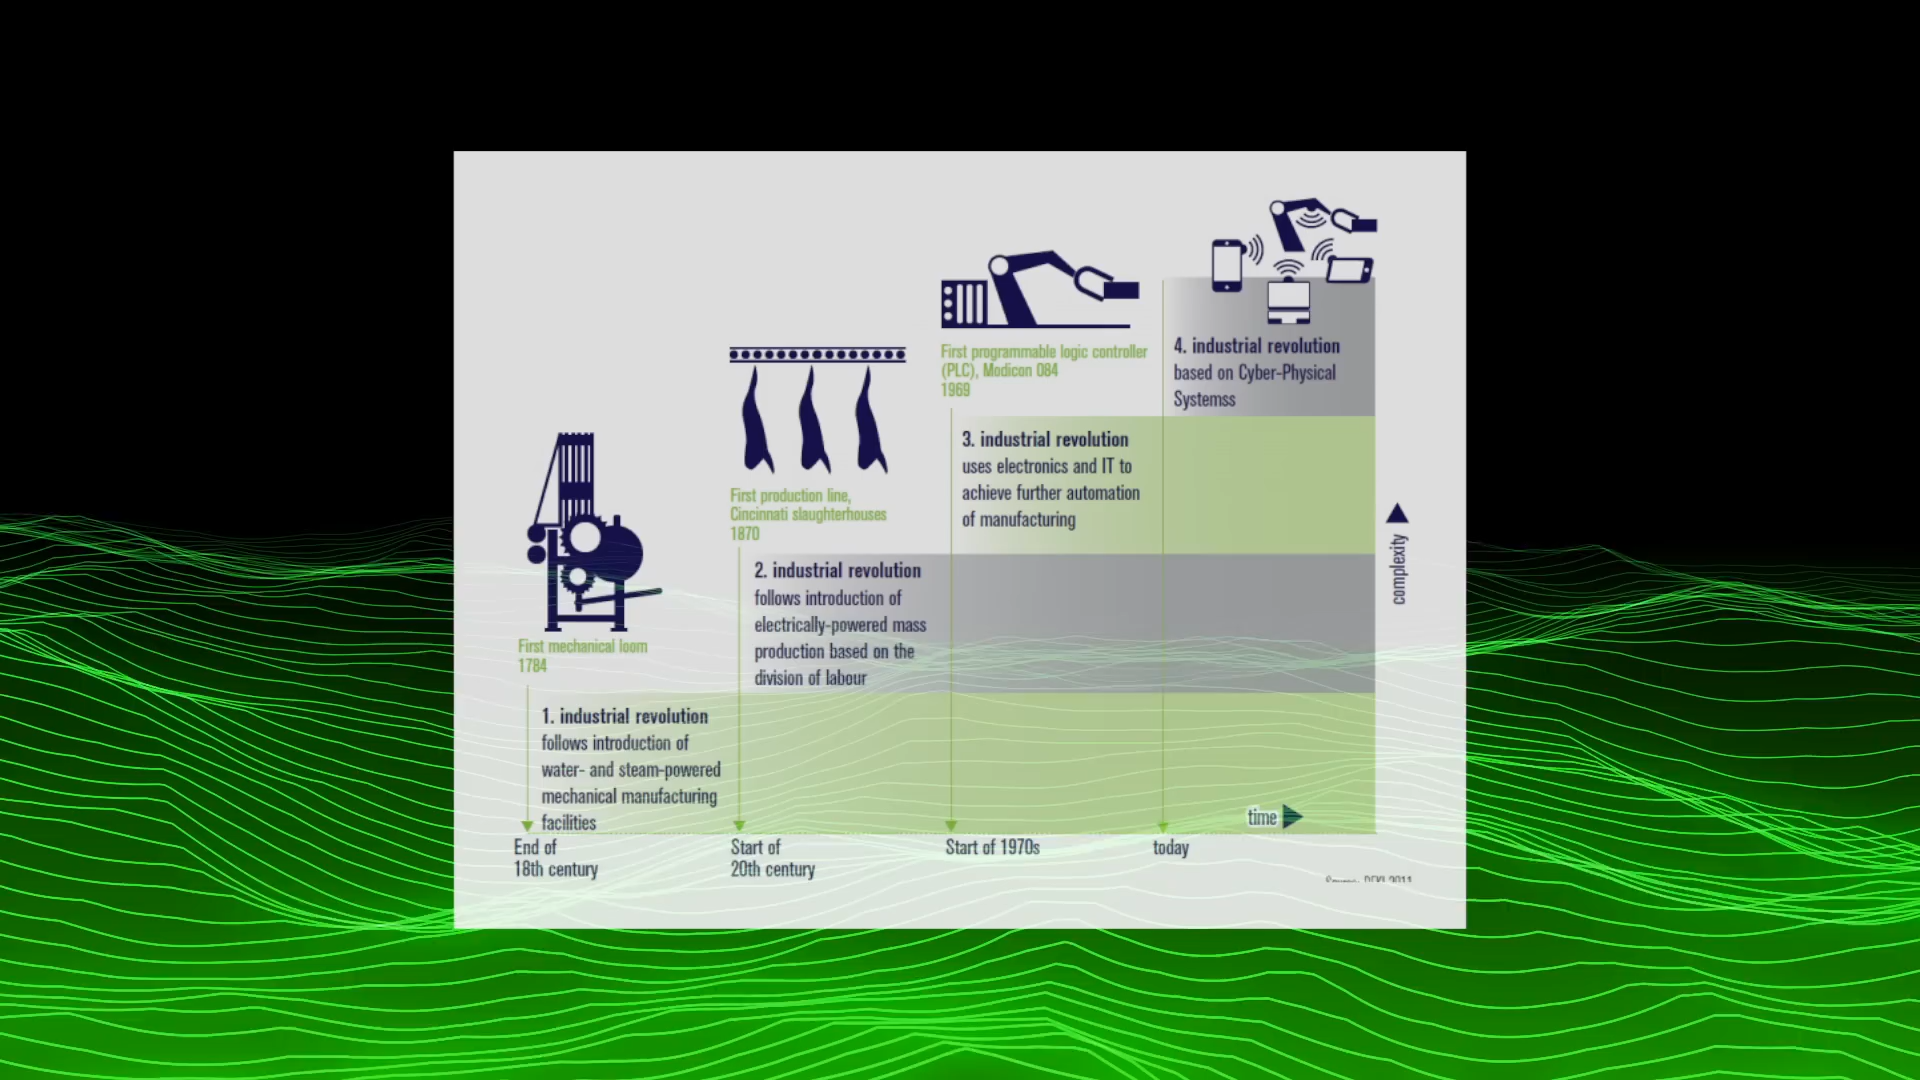 4. industrial revolution
based on Cyber-Physical
Systemss
First programmable logic controller
(PLC), Modicon 084
1969
3. industrial revolution
uses electronics and IT to
achieve further automation
of manufacturing
First production line,
Cincinnati slaughterhouses
1870
2. industrial revolution
follows introduction of
electrically-powered mass
production based on the
division of labour
First mechanical loom
1784
1. industrial revolution
follows introduction of
water- and steam-powered
mechanical manufacturing
facilities
complexity
time
End of
18th century
Start of
20th century
Start of 1970s
today